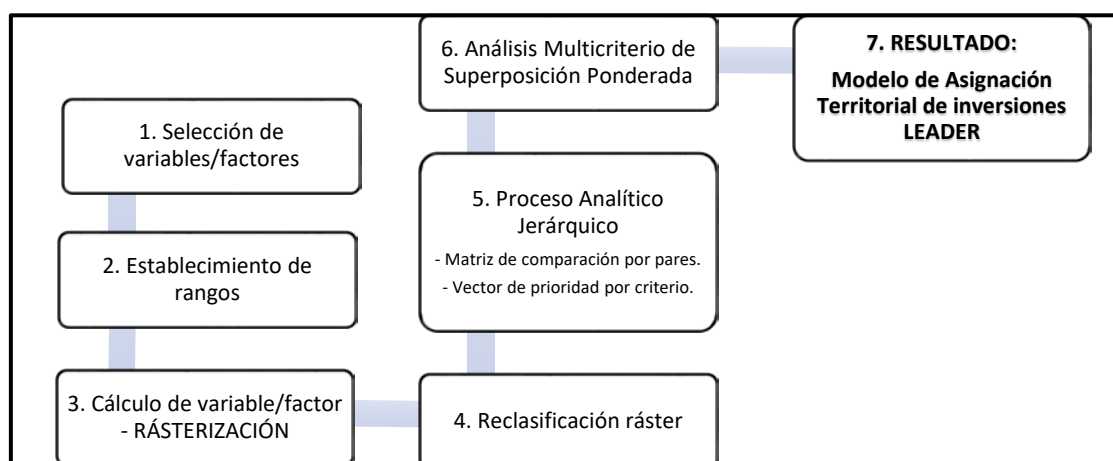 1. Selección de
variables/factores
2. Establecimiento de
rangos
3. Cálculo de variable/factor
- RÁSTERIZACIÓN
4. Reclasificación ráster
5. Proceso Analítico
Jerárquico
- Matriz de comparación por pares.
- Vector de prioridad por criterio.
6. Análisis Multicriterio de
Superposición Ponderada
7. RESULTADO:
Modelo de Asignación
Territorial de inversiones
LEADER